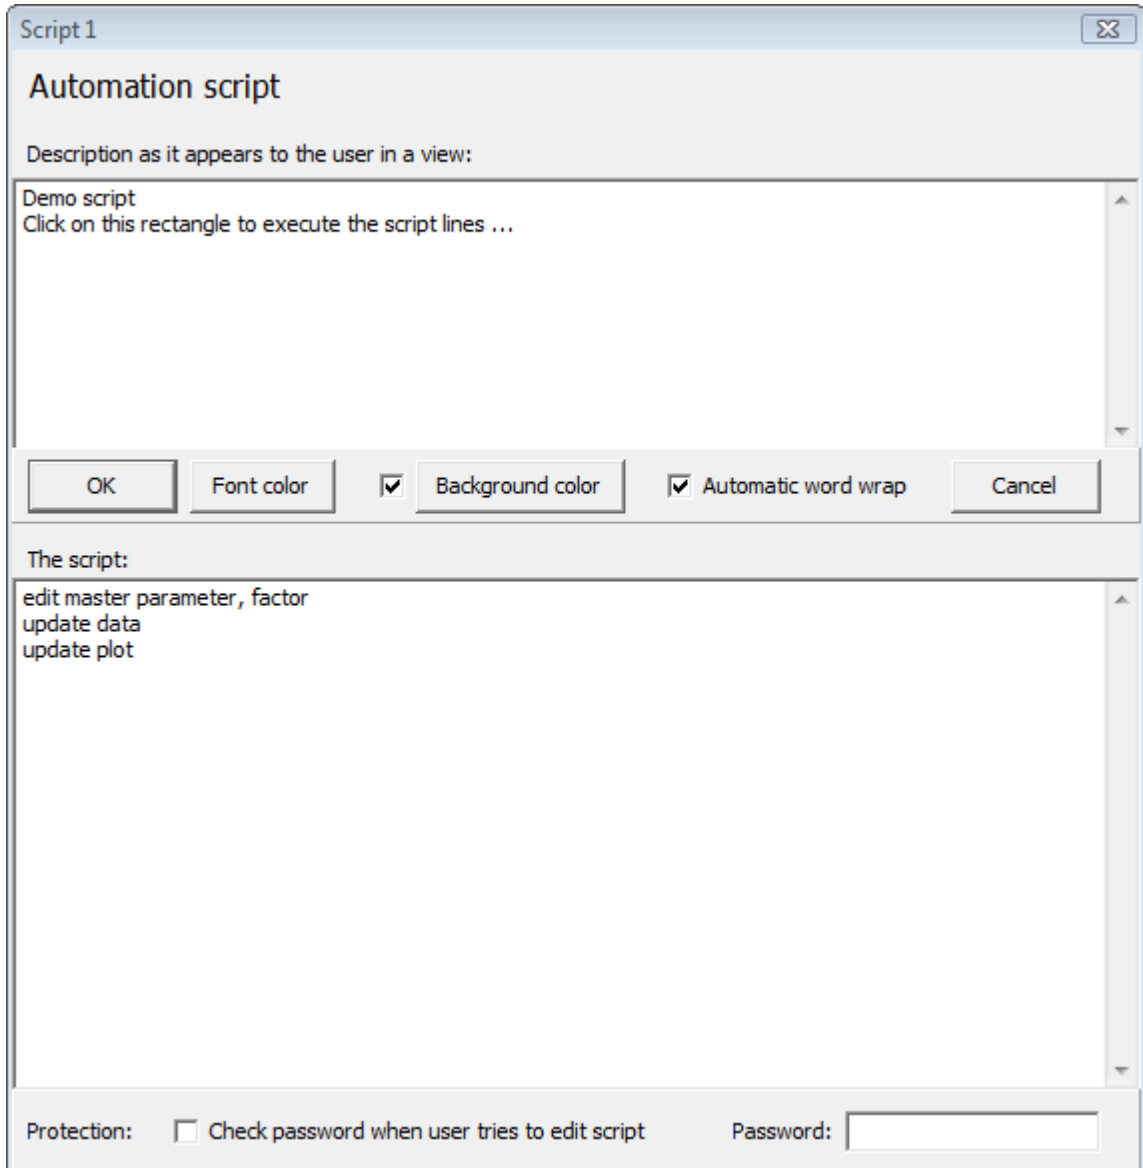 Script 1
Automation script
Description as it appears to the user in a view:
Demo script
Click on this rectangle to execute the script lines ...
OK Font color Background color Automatic word wrap Cancel
The script:
edit master parameter, factor
update data
update plot
Protection: Check password when user tries to edit script Password: